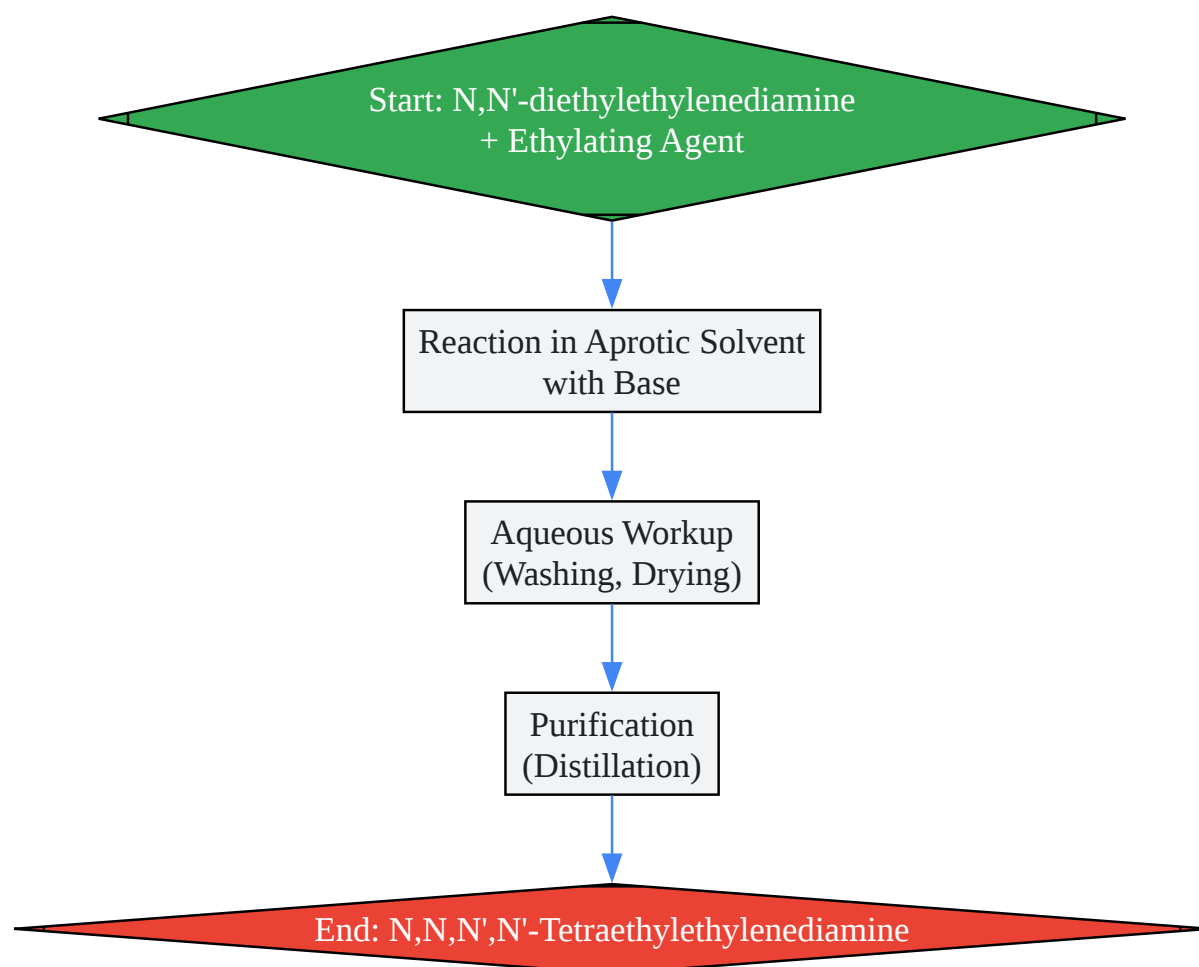 Start: N,N'-diethylethylenediamine
+ Ethylating Agent
Reaction in Aprotic Solvent
with Base
Aqueous Workup
(Washing, Drying)
Purification
(Distillation)
End: N,N,N',N'-Tetraethylethylenediamine